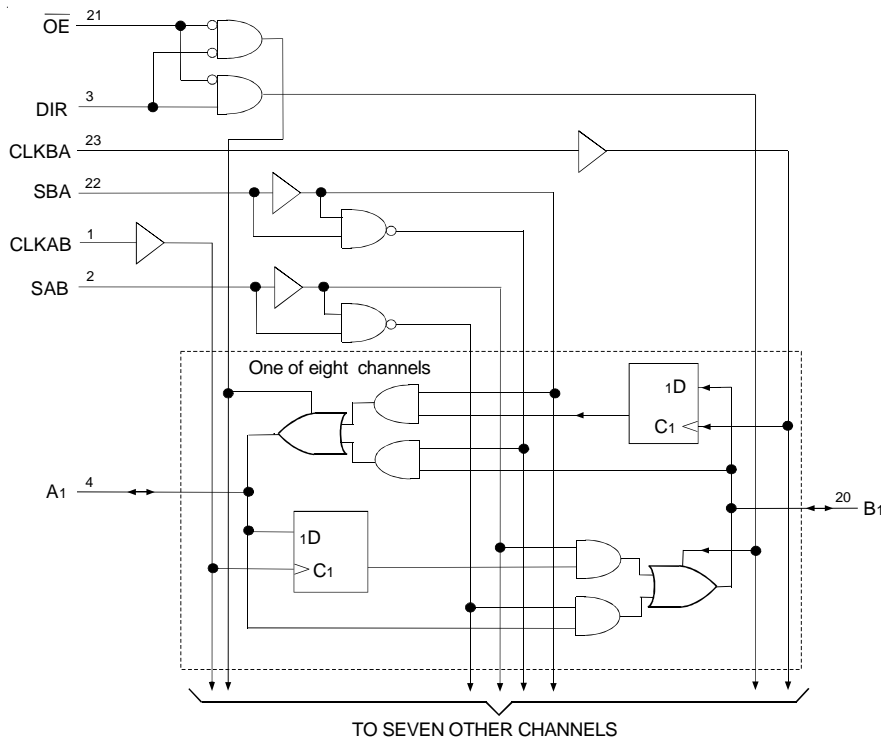 21
OE
3
DIR
23
CLKBA
22
SBA
1
CLKAB
2
SAB
One of eight channels
1D
C1
4
A1
20
B1
1D
C1
TO SEVEN OTHER CHANNELS